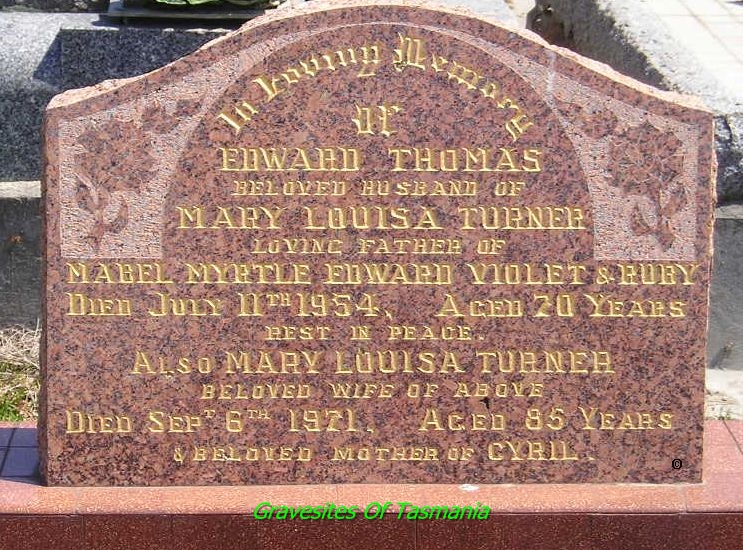 In Loving Memory
OF
EDWARD THOMAS
BELOVED HUSBAND OF
MARY LOUISA TURNER
LOVING FATHER OF
MABEL MYRTLE EDWARD VIOLET & RUBY
DIED JULY 11TH 1954. AGED 70 YEARS
REST IN PEACE.
ALSO MARY LOUISA TURNER
BELOVED WIFE OF ABOVE
DIED SEPT 6TH 1971. AGED 85 YEARS
& BELOVED MOTHER OF CYRIL.
©
Gravesites Of Tasmania